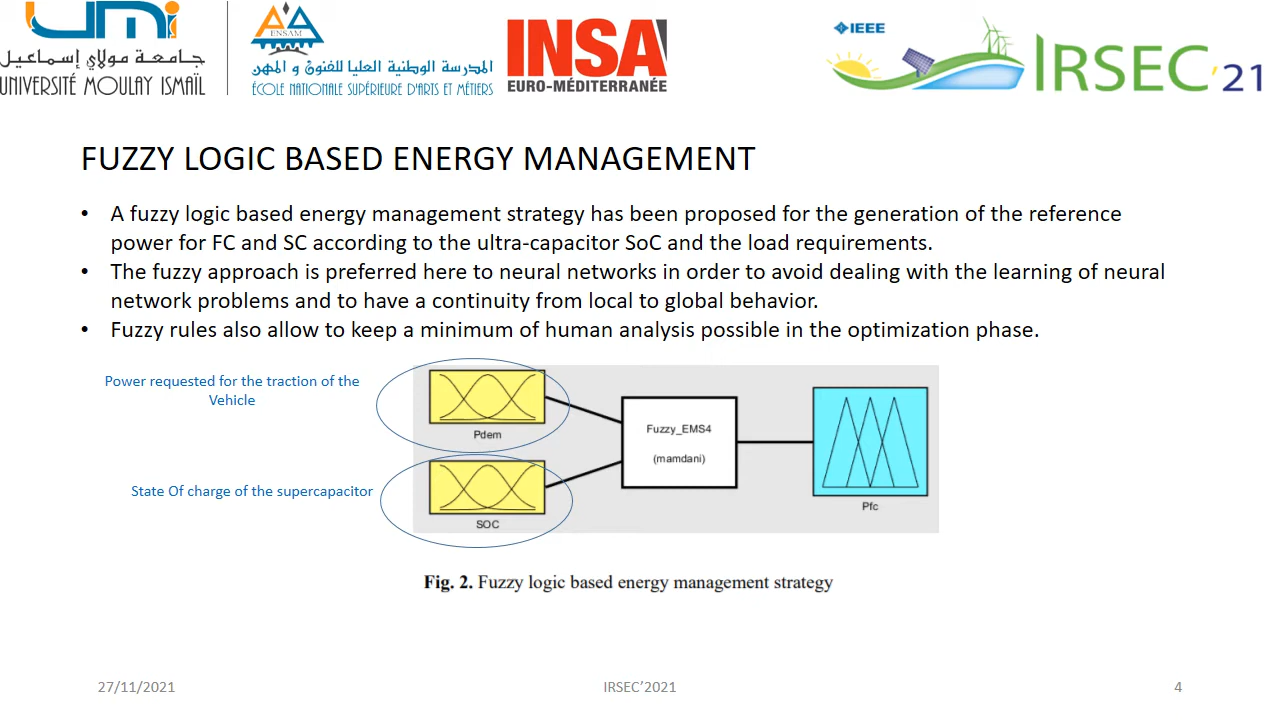 umi
جامعة مولاي إسماعيل
UNIVERSITÉ MOULAY ISMAÏL
ENSAM
المدرسة الوطنية العليا للفنون و المهن
ÉCOLE NATIONALE SUPÉRIEURE D'ARTS ET MÉTIERS
INSA
EURO-MÉDITERRANÉE
IEEE
IRSEC'21
FUZZY LOGIC BASED ENERGY MANAGEMENT
• A fuzzy logic based energy management strategy has been proposed for the generation of the reference
power for FC and SC according to the ultra-capacitor SoC and the load requirements.
• The fuzzy approach is preferred here to neural networks in order to avoid dealing with the learning of neural
network problems and to have a continuity from local to global behavior.
• Fuzzy rules also allow to keep a minimum of human analysis possible in the optimization phase.
Power requested for the traction of the
Vehicle
Pdem
State Of charge of the supercapacitor
SOC
Fuzzy_EMS4
(mamdani)
Pfc
Fig. 2. Fuzzy logic based energy management strategy
27/11/2021
IRSEC’2021
4